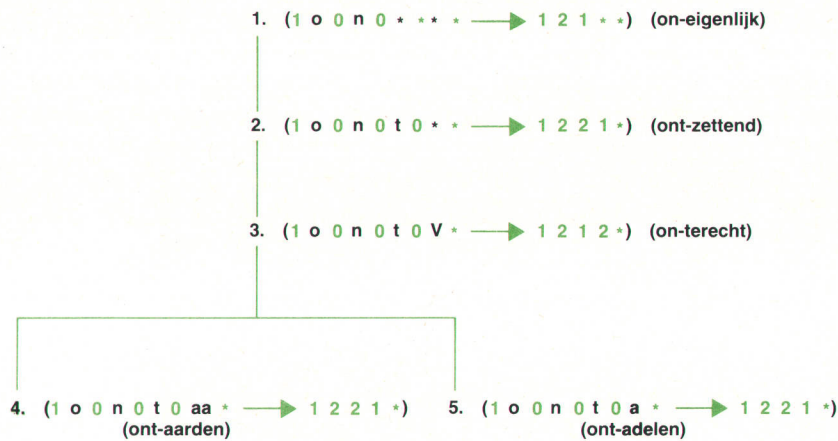 1. (1 o 0 n 0 * * * * → 1 2 1 * *) (on-eigenlijk)
2. (1 o 0 n 0 t 0 * * → 1 2 2 1 *) (ont-zettend)
3. (1 o 0 n 0 t 0 V * → 1 2 1 2 *) (on-terecht)
4. (1 o 0 n 0 t 0 aa * → 1 2 2 1 *) 5. (1 o 0 n 0 t 0 a * → 1 2 2 1 *)
(ont-aarden) (ont-adelen)